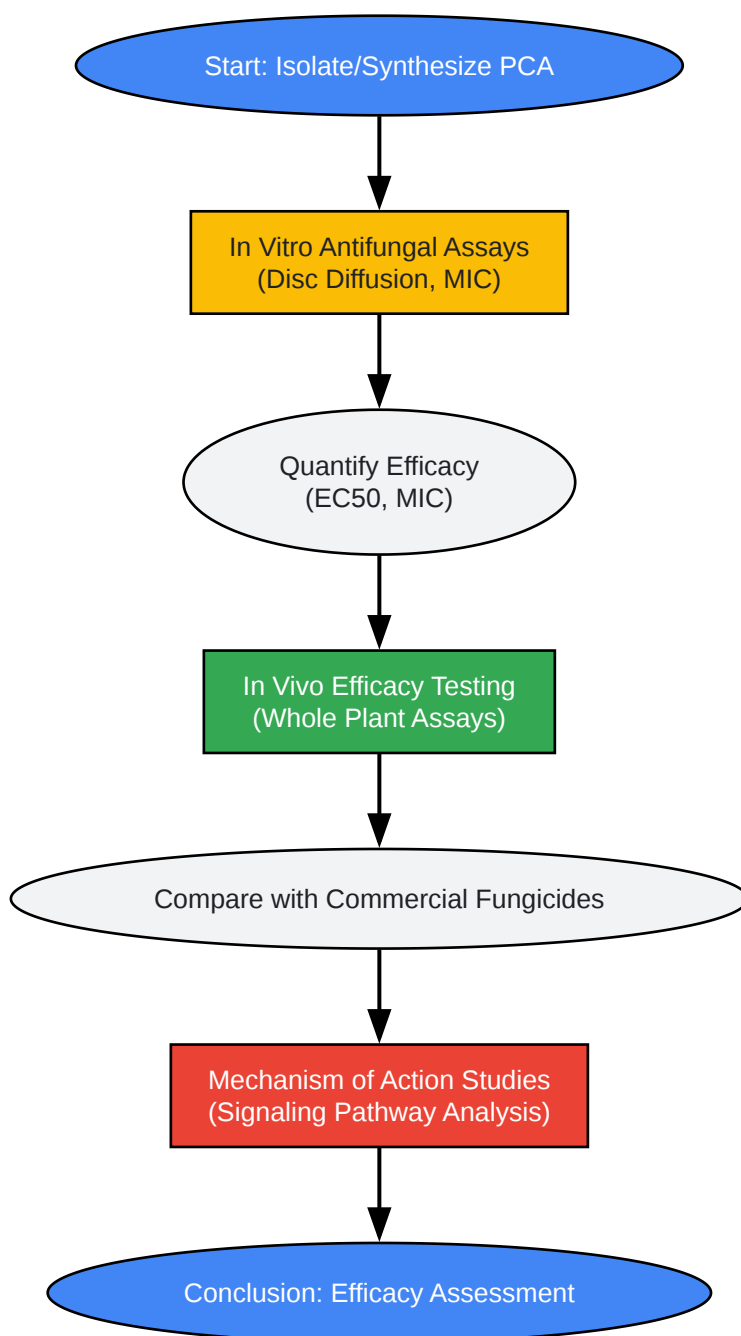 Start: Isolate/Synthesize PCA
In Vitro Antifungal Assays
(Disc Diffusion, MIC)
Quantify Efficacy
(EC50, MIC)
In Vivo Efficacy Testing
(Whole Plant Assays)
Compare with Commercial Fungicides
Mechanism of Action Studies
(Signaling Pathway Analysis)
Conclusion: Efficacy Assessment